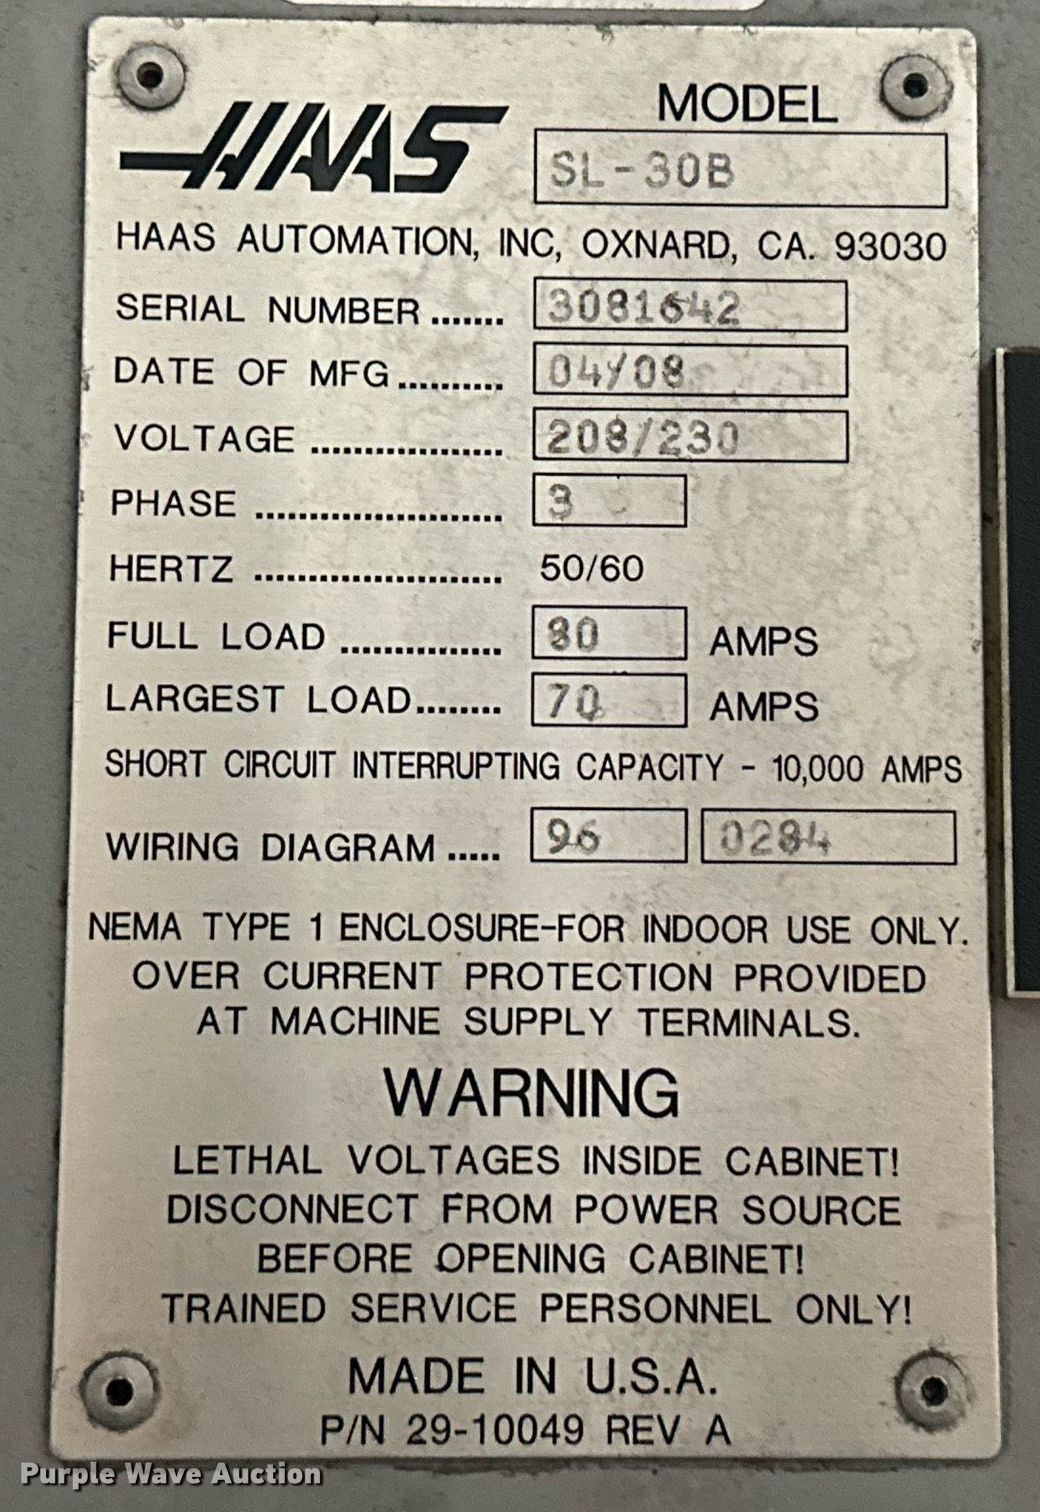 HAAS
MODEL
SL-30B
HAAS AUTOMATION, INC, OXNARD, CA. 93030
SERIAL NUMBER ....... 3081642
DATE OF MFG .......... 04/08
VOLTAGE .................. 208/230
PHASE ....................... 3
HERTZ ....................... 50/60
FULL LOAD ............... 80 AMPS
LARGEST LOAD ........ 70 AMPS
SHORT CIRCUIT INTERRUPTING CAPACITY - 10,000 AMPS
WIRING DIAGRAM ..... 96 0284
NEMA TYPE 1 ENCLOSURE-FOR INDOOR USE ONLY.
OVER CURRENT PROTECTION PROVIDED
AT MACHINE SUPPLY TERMINALS.
WARNING
LETHAL VOLTAGES INSIDE CABINET!
DISCONNECT FROM POWER SOURCE
BEFORE OPENING CABINET!
TRAINED SERVICE PERSONNEL ONLY!
MADE IN U.S.A.
P/N 29-10049 REV A
Purple Wave Auction